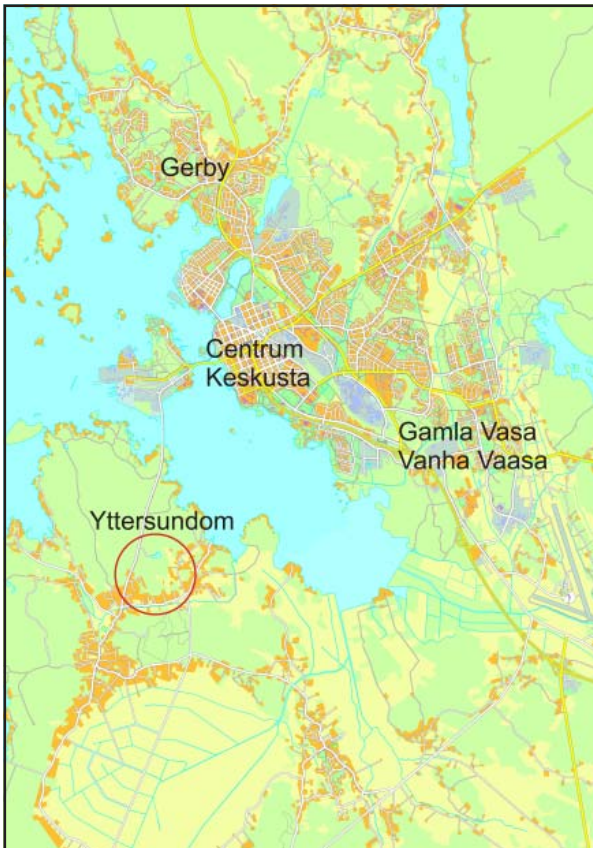 Gerby
Centrum
Keskusta
Gamla Vasa
Vanha Vaasa
Yttersundom